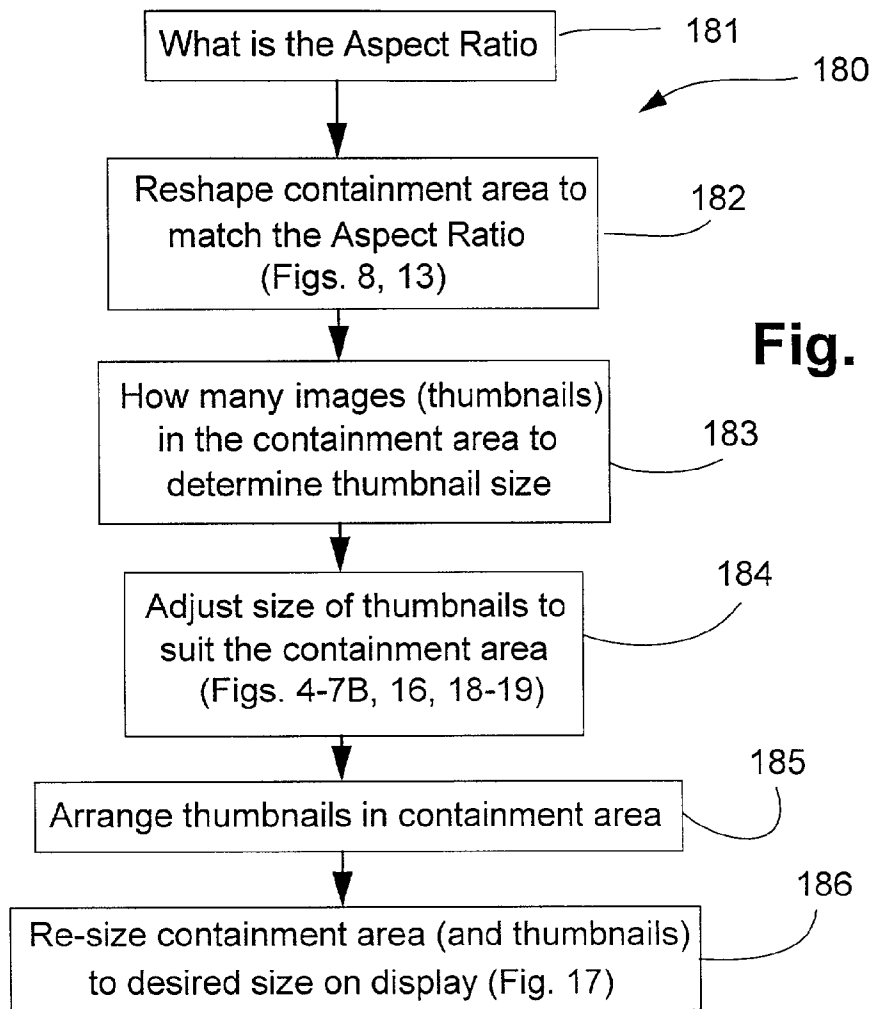 What is the Aspect Ratio
181
180
Reshape containment area to
match the Aspect Ratio
(Figs. 8, 13)
182
Fig.
How many images (thumbnails)
in the containment area to
determine thumbnail size
183
Adjust size of thumbnails to
suit the containment area
(Figs. 4-7B, 16, 18-19)
184
Arrange thumbnails in containment area
185
Re-size containment area (and thumbnails)
to desired size on display (Fig. 17)
186